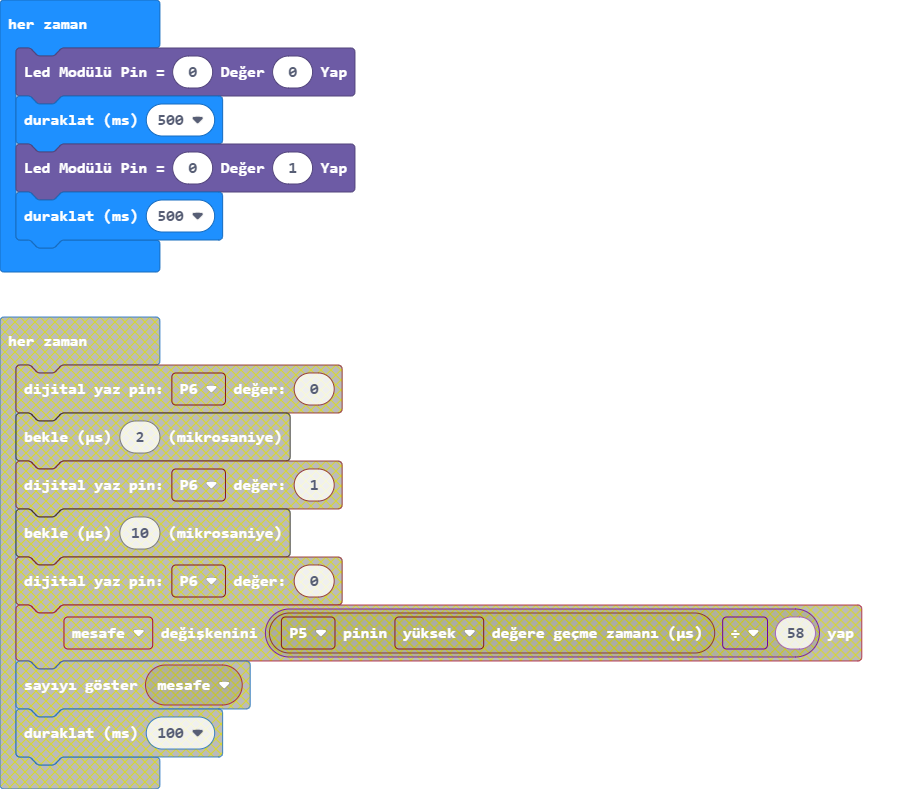 her zaman
Led Modülü Pin = 0 Değer 0 Yap
duraklat (ms) 500
Led Modülü Pin = 0 Değer 1 Yap
duraklat (ms) 500
her zaman
dijital yaz pin: P6 değer: 0
bekle (µs) 2 (mikrosaniye)
dijital yaz pin: P6 değer: 1
bekle (µs) 10 (mikrosaniye)
dijital yaz pin: P6 değer: 0
mesafe değişkenini P5 pinin yüksek değere geçme zamanı (µs) ÷ 58 yap
sayıyı göster mesafe
duraklat (ms) 100